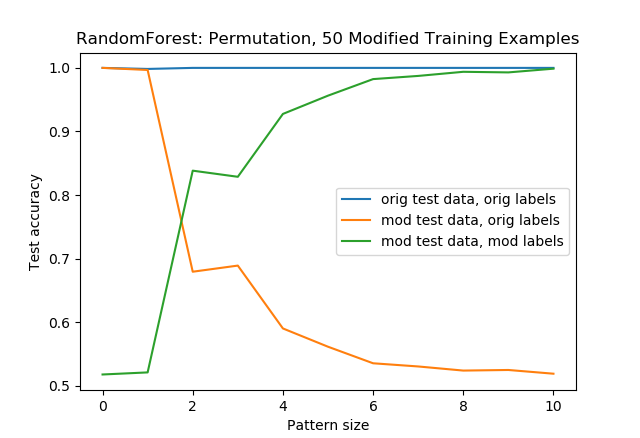 RandomForest: Permutation, 50 Modified Training Examples
1.0
0.9
0.8
0.7
0.6
0.5
Test accuracy
orig test data, orig labels
mod test data, orig labels
mod test data, mod labels
0 2 4 6 8 10
Pattern size